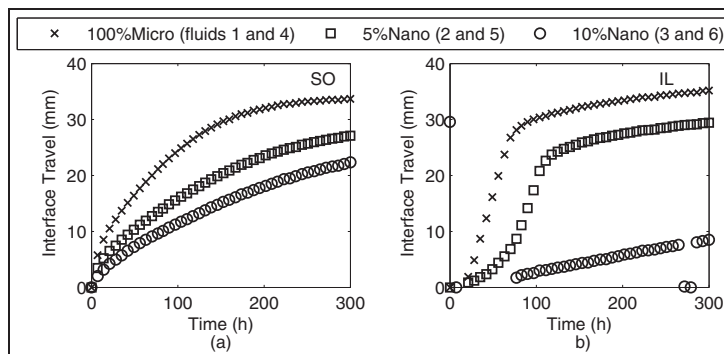 100%Micro (fluids 1 and 4) 5%Nano (2 and 5) 10%Nano (3 and 6)
SO
40
30
20
10
0
Interface Travel (mm)
0 100 200 300
Time (h)
(a)
IL
40
30
20
10
0
Interface Travel (mm)
0 100 200 300
Time (h)
b)